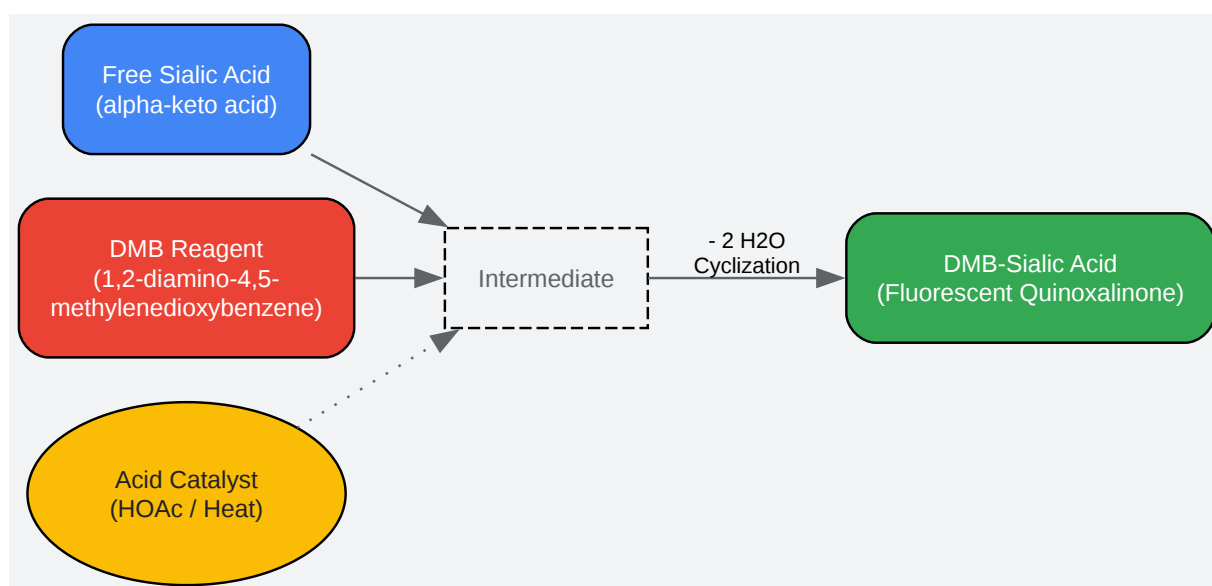 Free Sialic Acid
(alpha-keto acid)
DMB Reagent
(1,2-diamino-4,5-
methylenedioxybenzene)
Acid Catalyst
(HOAc / Heat)
Intermediate
- 2 H2O
Cyclization
DMB-Sialic Acid
(Fluorescent Quinoxalinone)